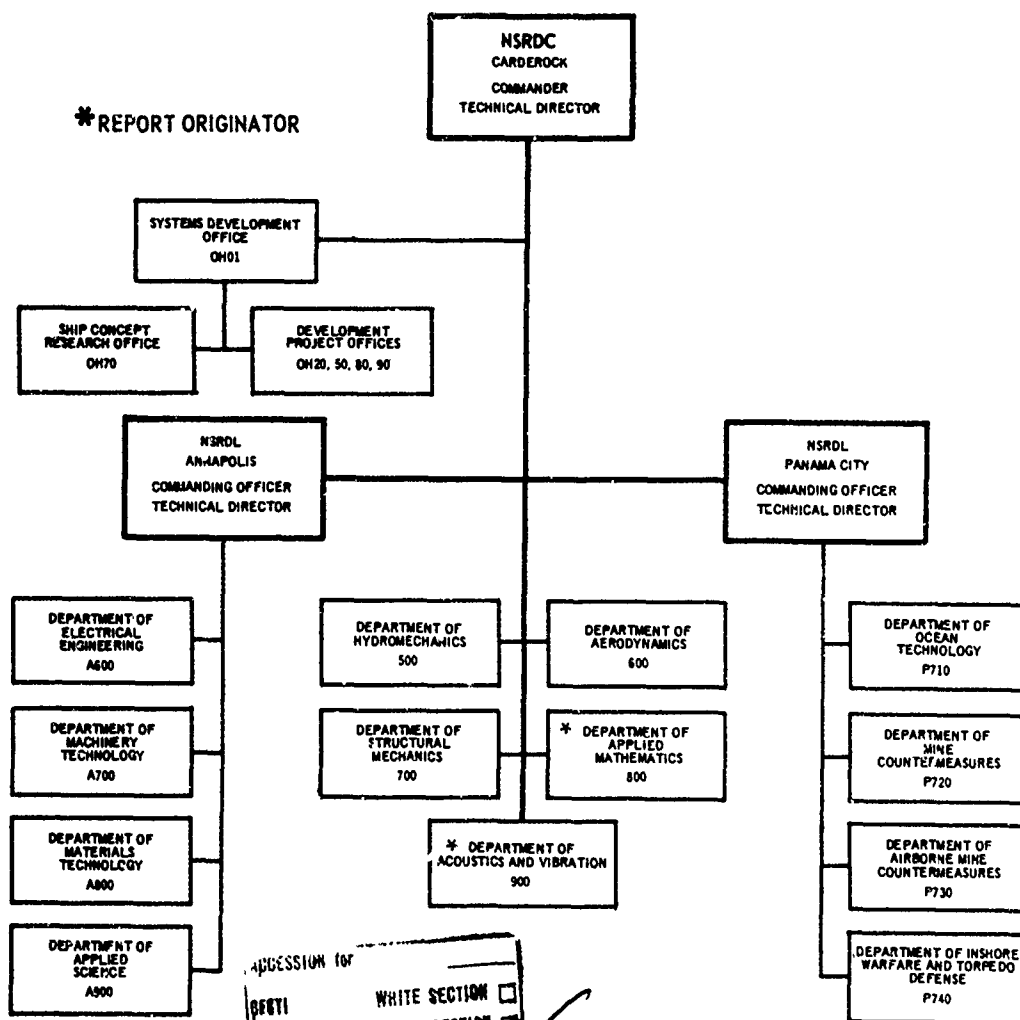 NSRDC
CARDEROCK
COMMANDER
TECHNICAL DIRECTOR
*REPORT ORIGINATOR
SYSTEMS DEVELOPMENT
OFFICE
OH01
SHIP CONCEPT
RESEARCH OFFICE
OH70
DEVELOPMENT
PROJECT OFFICES
OH20, 50, 80, 90
NSRDL
ANNAPOLIS
COMMANDING OFFICER
TECHNICAL DIRECTOR
NSRDL
PANAMA CITY
COMMANDING OFFICER
TECHNICAL DIRECTOR
DEPARTMENT OF
ELECTRICAL
ENGINEERING
A600
DEPARTMENT OF
MACHINERY
TECHNOLOGY
A700
DEPARTMENT OF
MATERIALS
TECHNOLOGY
A800
DEPARTMENT OF
APPLIED
SCIENCE
A900
DEPARTMENT OF
HYDROMECHANICS
500
DEPARTMENT OF
AERODYNAMICS
600
DEPARTMENT OF
STRUCTURAL
MECHANICS
700
* DEPARTMENT OF
APPLIED
MATHEMATICS
800
* DEPARTMENT OF
ACOUSTICS AND VIBRATION
900
DEPARTMENT OF
OCEAN
TECHNOLOGY
P710
DEPARTMENT OF
MINE
COUNTERMEASURES
P720
DEPARTMENT OF
AIRBORNE MINE
COUNTERMEASURES
P730
DEPARTMENT OF INSHORE
WARFARE AND TORPEDO
DEFENSE
P740
ACCESSION for
WHITE SECTION